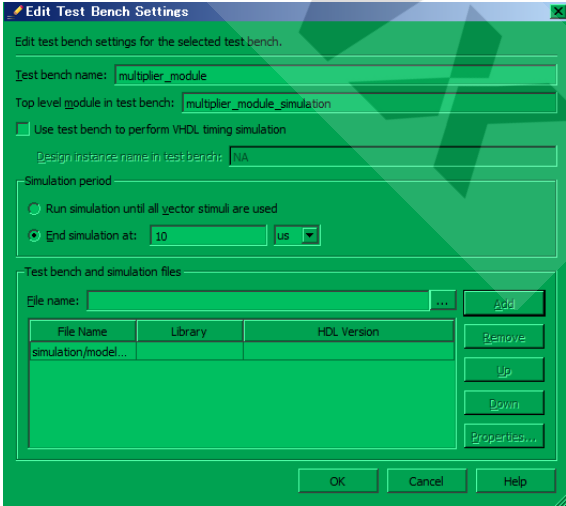 Edit Test Bench Settings
Edit test bench settings for the selected test bench.
Test bench name: multiplier_module
Top level module in test bench: multiplier_module_simulation
Use test bench to perform VHDL timing simulation
Design instance name in test bench: NA
Simulation period
Run simulation until all vector stimuli are used
End simulation at: 10 us
Test bench and simulation files
File name: ... Add
File Name Library HDL Version
simulation/model...
Remove
Up
Down
Properties...
OK Cancel Help